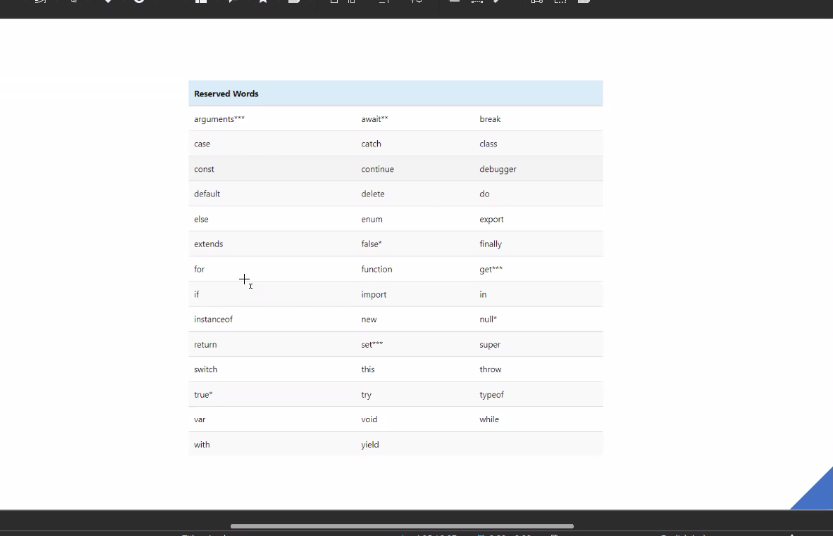 Reserved Words
arguments*** await** break
case catch class
const continue debugger
default delete do
else enum export
extends false* finally
for function get***
if import in
instanceof new null*
return set*** super
switch this throw
true* try typeof
var void while
with yield